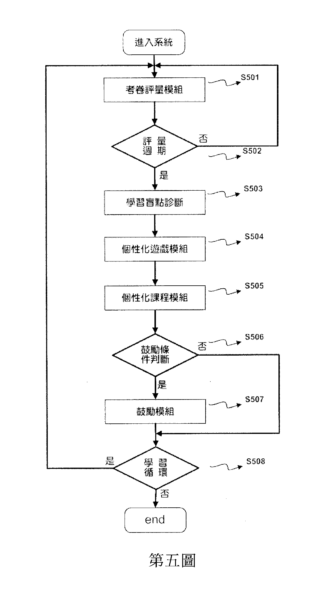 進入系統
考卷評量模組
S501
評量
週期
否
S502
是
學習盲點診斷
S503
個性化遊戲模組
S504
個性化課程模組
S505
鼓勵條
件判斷
否
S506
是
鼓勵模組
S507
學習
循環
是
S508
否
end
第五圖